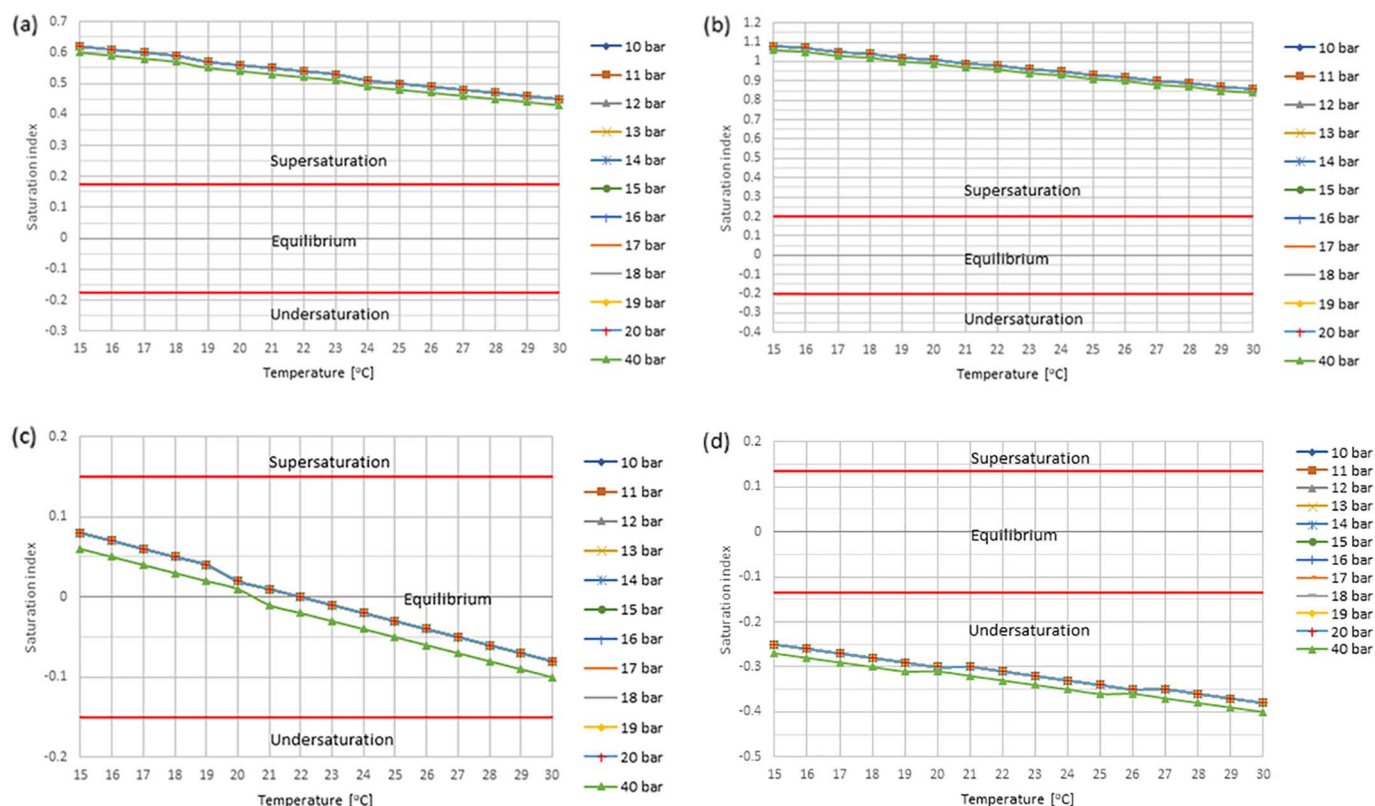 (a)
0.7
0.6
0.5
0.4
0.3
0.2
0.1
0
-0.1
-0.2
-0.3
Saturation index
Supersaturation
Equilibrium
Undersaturation
15 16 17 18 19 20 21 22 23 24 25 26 27 28 29 30
Temperature [°C]
10 bar
11 bar
12 bar
13 bar
14 bar
15 bar
16 bar
17 bar
18 bar
19 bar
20 bar
40 bar
(b)
1.2
1.1
1
0.9
0.8
0.7
0.6
0.5
0.4
0.3
0.2
0.1
0
-0.1
-0.2
-0.3
-0.4
Saturation index
Supersaturation
Equilibrium
Undersaturation
15 16 17 18 19 20 21 22 23 24 25 26 27 28 29 30
Temperature [°C]
10 bar
11 bar
12 bar
13 bar
14 bar
15 bar
16 bar
17 bar
18 bar
19 bar
20 bar
40 bar
(c)
0.2
0.1
0
-0.1
-0.2
Saturation index
Supersaturation
Equilibrium
Undersaturation
15 16 17 18 19 20 21 22 23 24 25 26 27 28 29 30
Temperature [°C]
10 bar
11 bar
12 bar
13 bar
14 bar
15 bar
16 bar
17 bar
18 bar
19 bar
20 bar
40 bar
(d)
0.2
0.1
0
-0.1
-0.2
-0.3
-0.4
-0.5
Saturation index
Supersaturation
Equilibrium
Undersaturation
15 16 17 18 19 20 21 22 23 24 25 26 27 28 29 30
Temperature [°C]
10 bar
11 bar
12 bar
13 bar
14 bar
15 bar
16 bar
17 bar
18 bar
19 bar
20 bar
40 bar